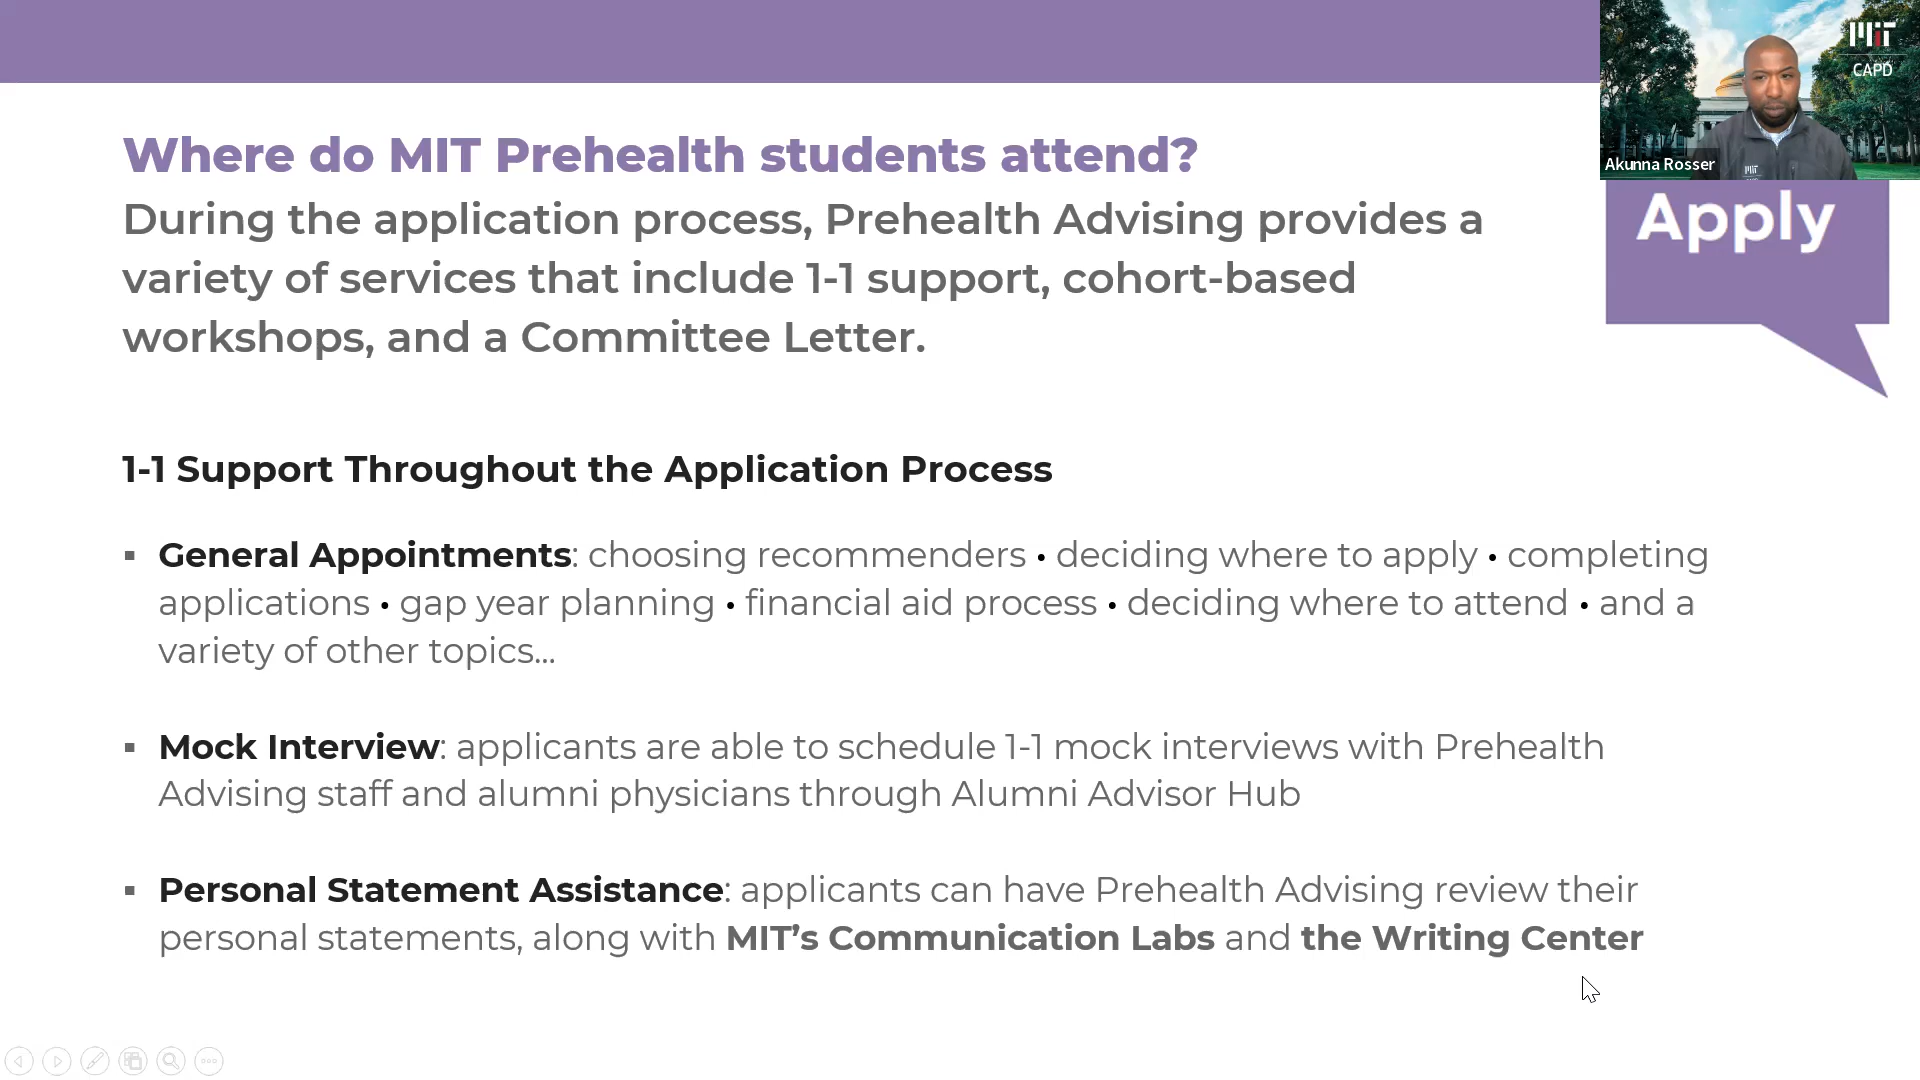 MIT
CAPD
Akunna Rosser
Apply
Where do MIT Prehealth students attend?
During the application process, Prehealth Advising provides a
variety of services that include 1-1 support, cohort-based
workshops, and a Committee Letter.
1-1 Support Throughout the Application Process
▪ General Appointments: choosing recommenders • deciding where to apply • completing
applications • gap year planning • financial aid process • deciding where to attend • and a
variety of other topics...
▪ Mock Interview: applicants are able to schedule 1-1 mock interviews with Prehealth
Advising staff and alumni physicians through Alumni Advisor Hub
▪ Personal Statement Assistance: applicants can have Prehealth Advising review their
personal statements, along with MIT’s Communication Labs and the Writing Center